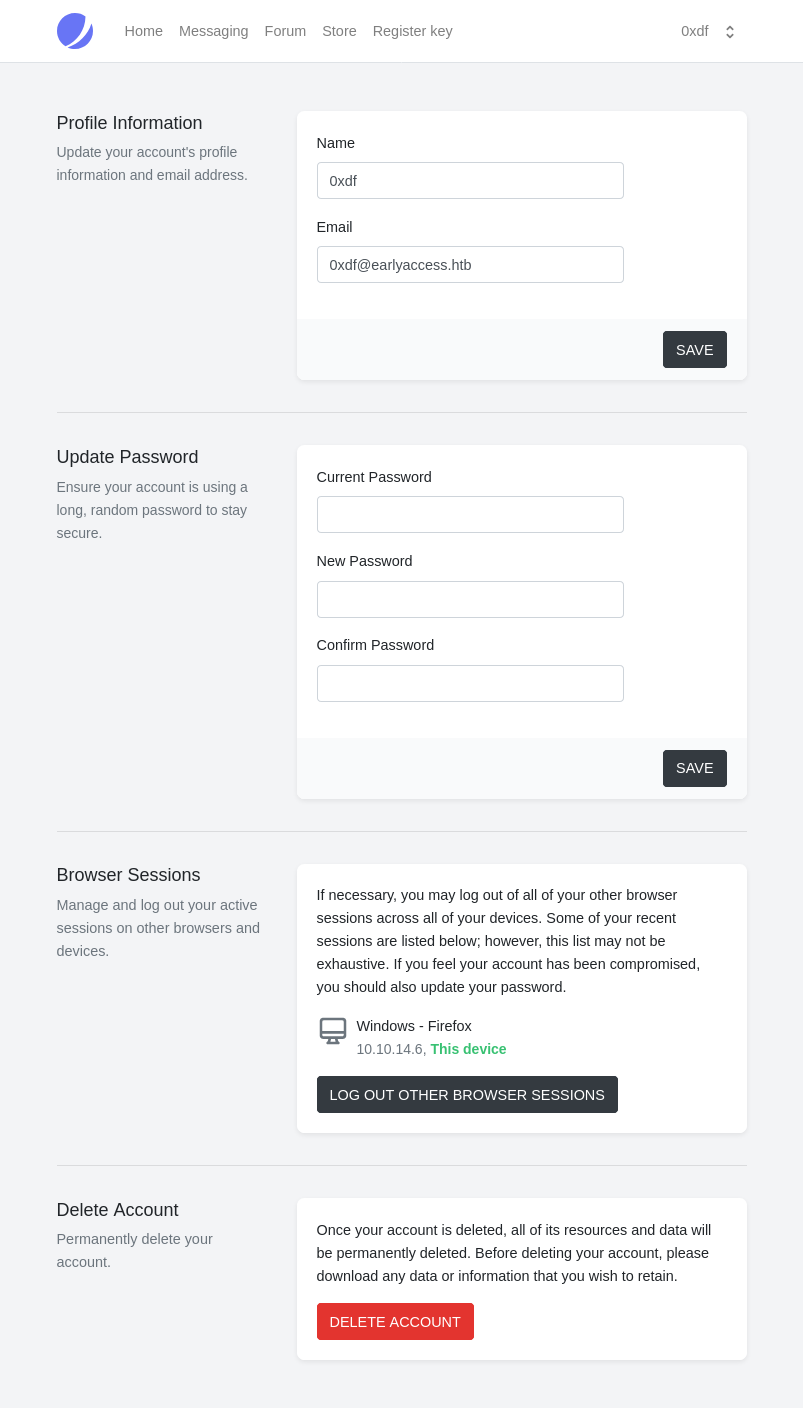 Home Messaging Forum Store Register key 0xdf
Profile Information
Update your account's profile
information and email address.
Name
0xdf
Email
0xdf@earlyaccess.htb
SAVE
Update Password
Ensure your account is using a
long, random password to stay
secure.
Current Password
New Password
Confirm Password
SAVE
Browser Sessions
Manage and log out your active
sessions on other browsers and
devices.
If necessary, you may log out of all of your other browser
sessions across all of your devices. Some of your recent
sessions are listed below; however, this list may not be
exhaustive. If you feel your account has been compromised,
you should also update your password.
Windows - Firefox
10.10.14.6, This device
LOG OUT OTHER BROWSER SESSIONS
Delete Account
Permanently delete your
account.
Once your account is deleted, all of its resources and data will
be permanently deleted. Before deleting your account, please
download any data or information that you wish to retain.
DELETE ACCOUNT